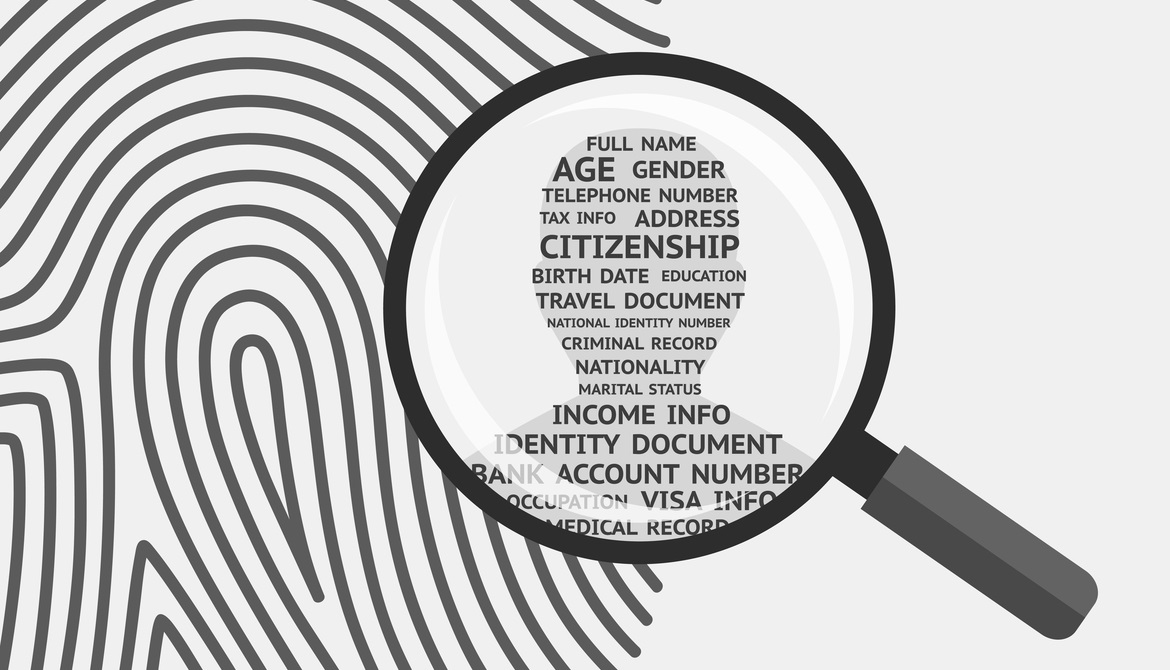 FULL NAME
AGE GENDER
TELEPHONE NUMBER
TAX INFO ADDRESS
CITIZENSHIP
BIRTH DATE EDUCATION
TRAVEL DOCUMENT
NATIONAL IDENTITY NUMBER
CRIMINAL RECORD
NATIONALITY
MARITAL STATUS
INCOME INFO
IDENTITY DOCUMENT
BANK ACCOUNT NUMBER
OCCUPATION VISA INFO
MEDICAL RECORD